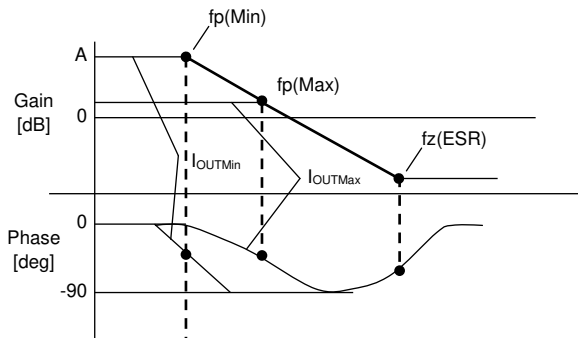 fp(Min)
A
fp(Max)
Gain
[dB]
0
fz(ESR)
IOUTMin
IOUTMax
0
Phase
[deg]
-90